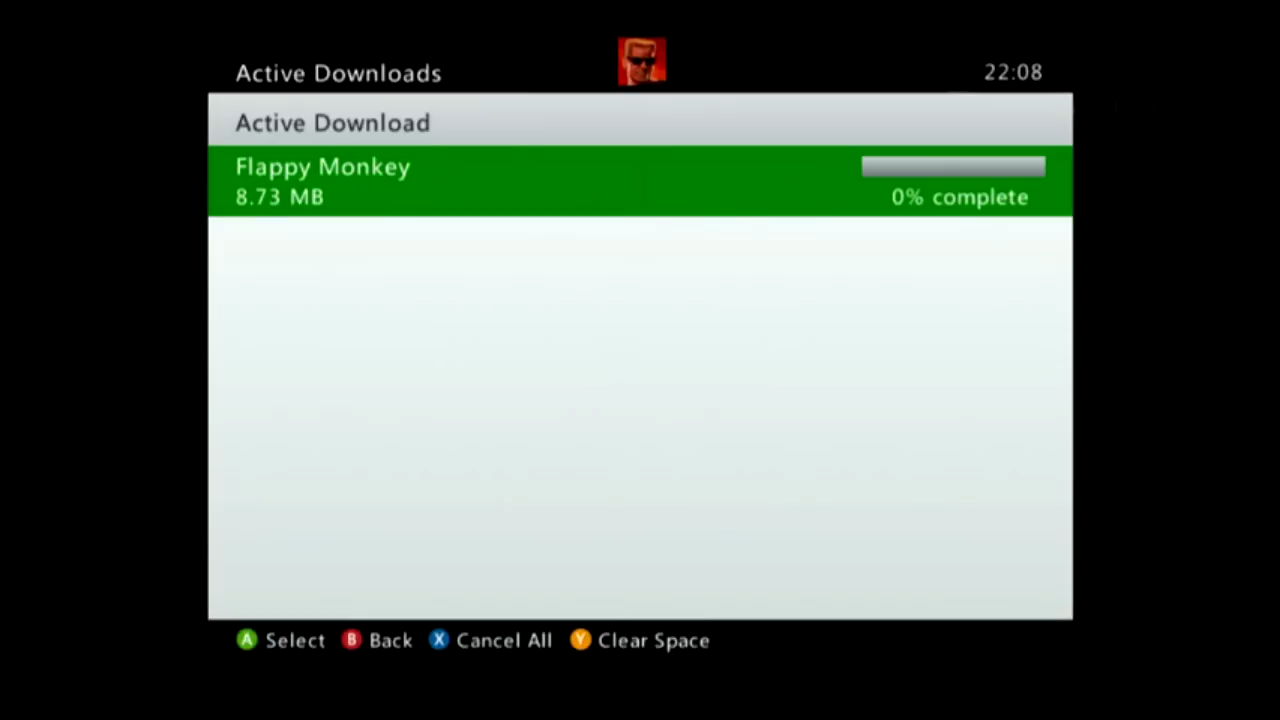 Active Downloads
22:08
Active Download
Flappy Monkey
8.73 MB
0% complete
A Select B Back X Cancel All Y Clear Space